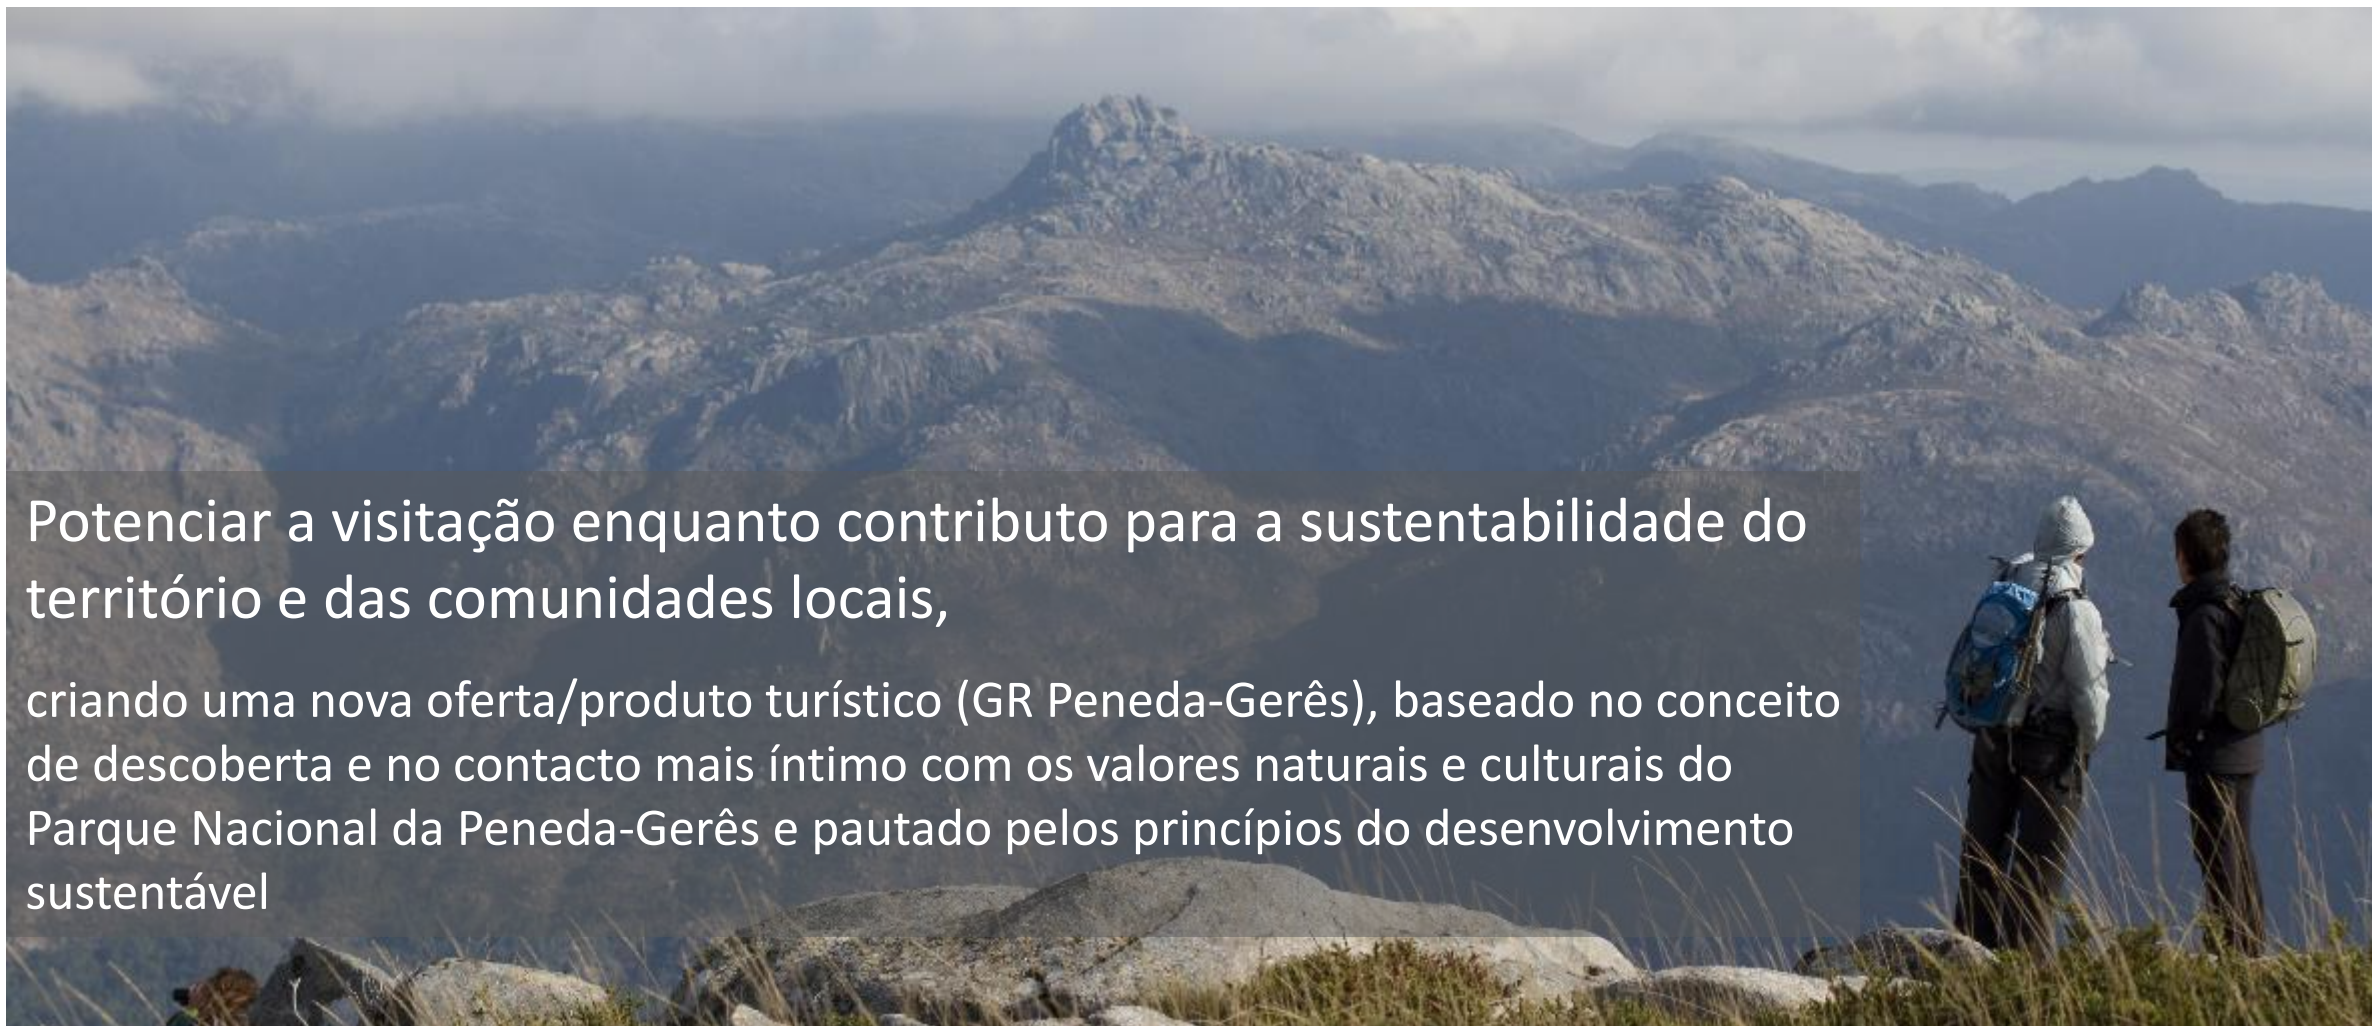 Potenciar a visitação enquanto contributo para a sustentabilidade do
território e das comunidades locais,
criando uma nova oferta/produto turístico (GR Peneda-Gerês), baseado no conceito
de descoberta e no contacto mais íntimo com os valores naturais e culturais do
Parque Nacional da Peneda-Gerês e pautado pelos princípios do desenvolvimento
sustentável